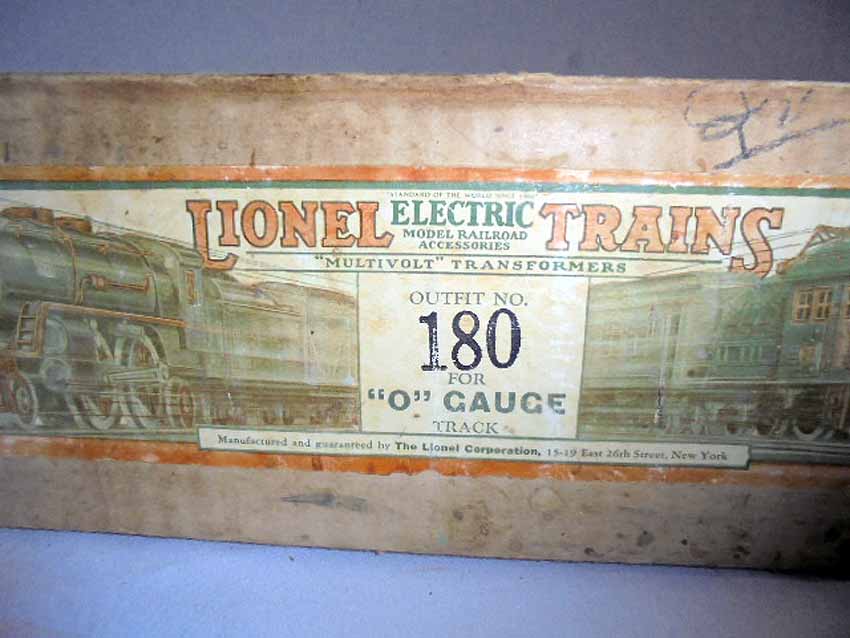 "STANDARD OF THE WORLD SINCE 1900"
LIONEL ELECTRIC TRAINS
MODEL RAILROAD
ACCESSORIES
"MULTIVOLT" TRANSFORMERS
OUTFIT NO.
180
FOR
"O" GAUGE
TRACK
Manufactured and guaranteed by The Lionel Corporation, 15-19 East 26th Street, New York